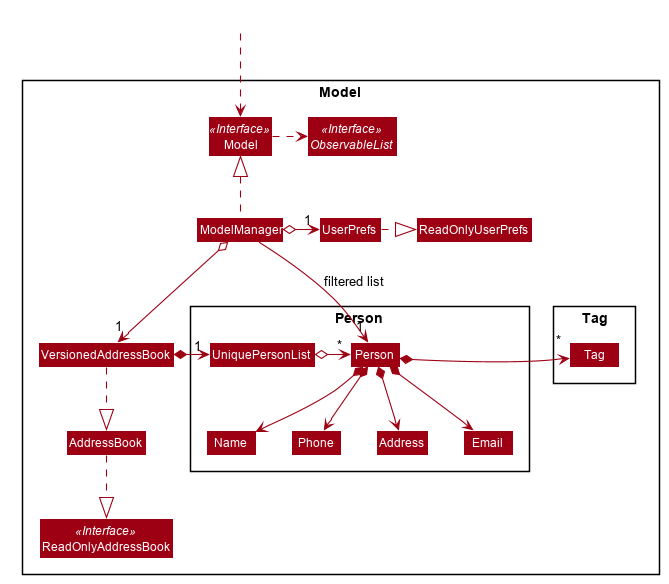 Model
«Interface»
Model
«Interface»
ObservableList
ModelManager
1
UserPrefs
ReadOnlyUserPrefs
filtered list
1
Person
1
Tag
VersionedAddressBook
1
UniquePersonList
*
Person
*
Tag
AddressBook
Name
Phone
Address
Email
«Interface»
ReadOnlyAddressBook